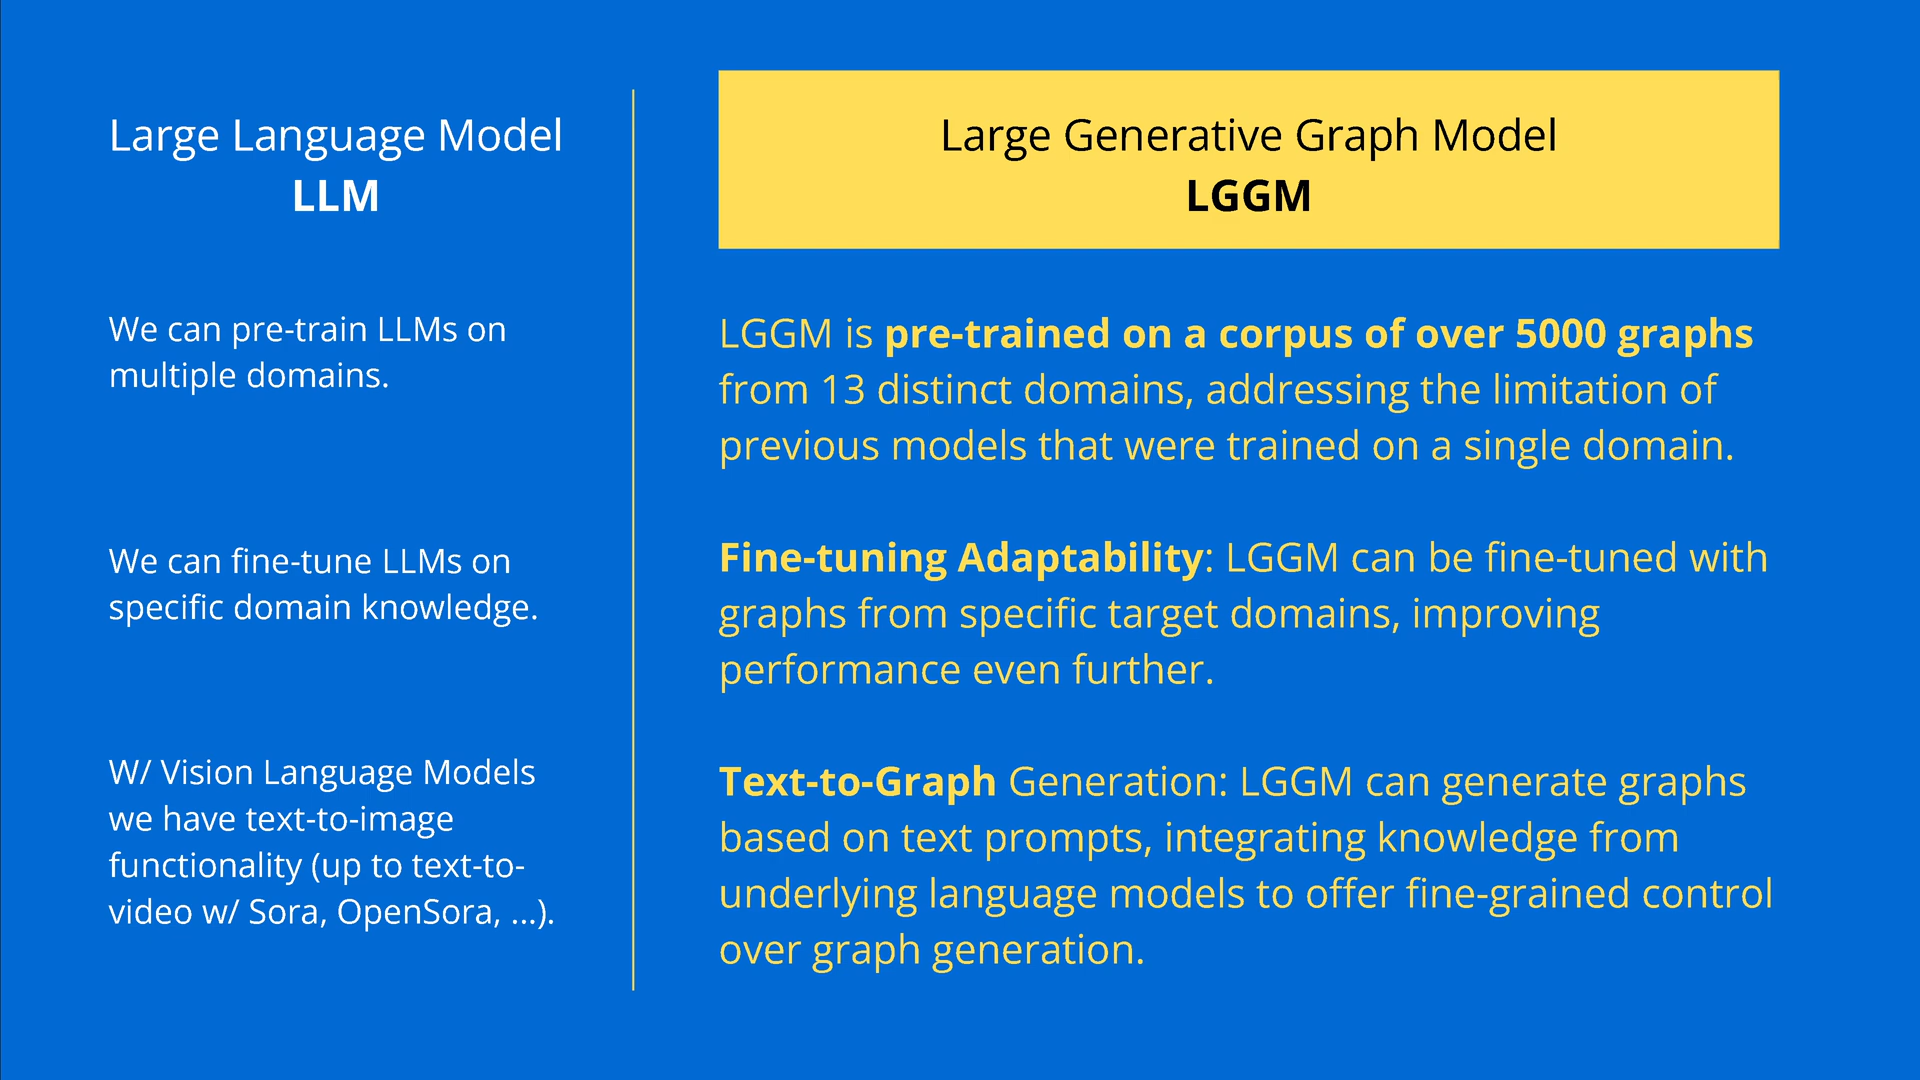 Large Language Model
LLM
We can pre-train LLMs on
multiple domains.
We can fine-tune LLMs on
specific domain knowledge.
W/ Vision Language Models
we have text-to-image
functionality (up to text-to-
video w/ Sora, OpenSora, ...).
Large Generative Graph Model
LGGM
LGGM is pre-trained on a corpus of over 5000 graphs
from 13 distinct domains, addressing the limitation of
previous models that were trained on a single domain.
Fine-tuning Adaptability: LGGM can be fine-tuned with
graphs from specific target domains, improving
performance even further.
Text-to-Graph Generation: LGGM can generate graphs
based on text prompts, integrating knowledge from
underlying language models to offer fine-grained control
over graph generation.